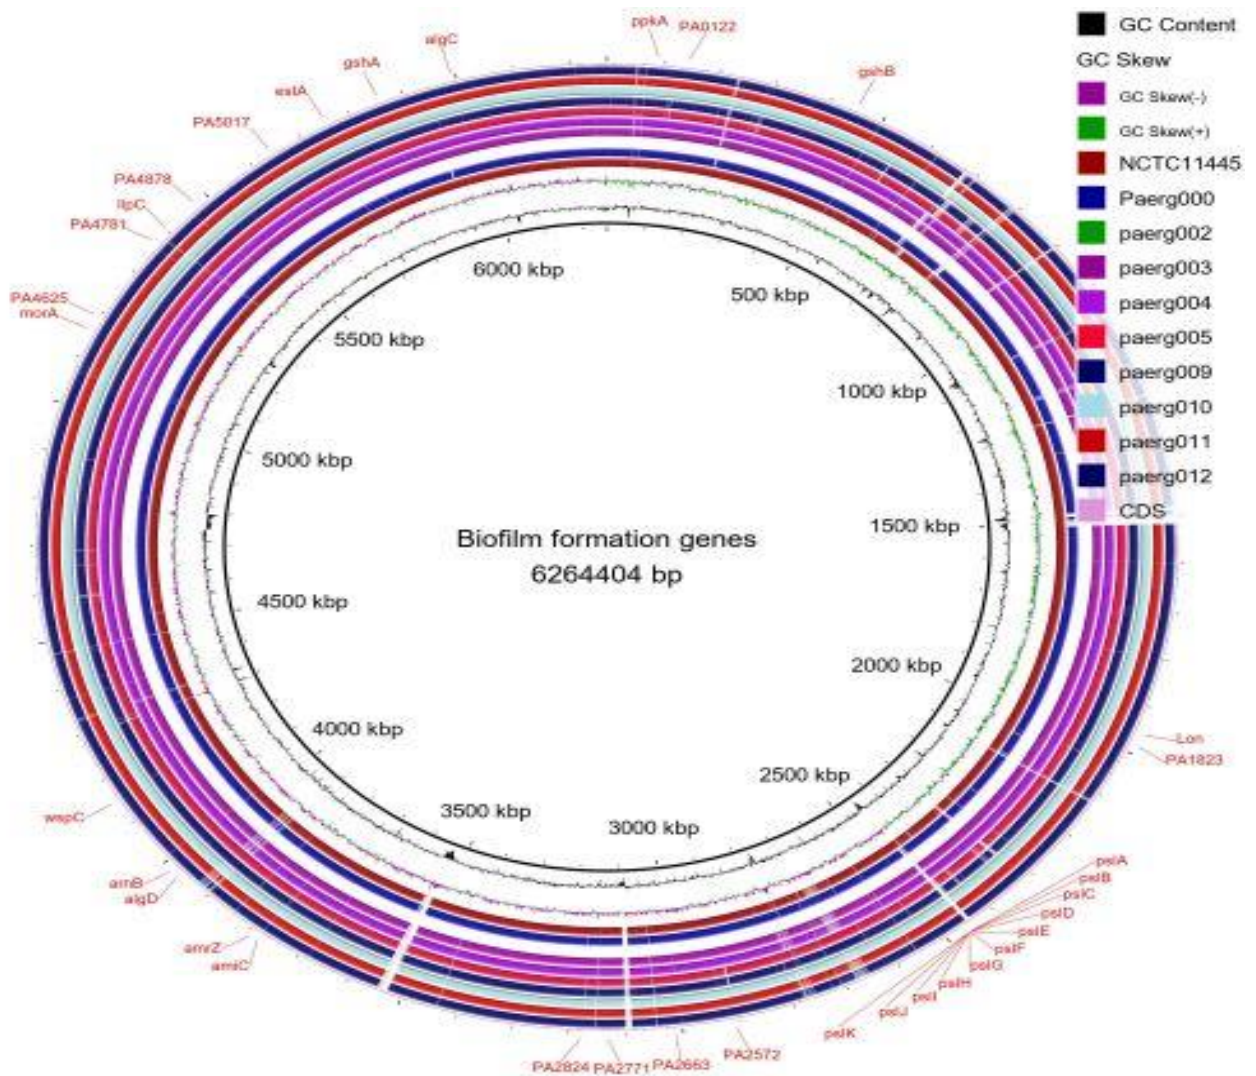 GC Content
GC Skew
GC Skew(-)
GC Skew(+)
NCTC11445
Paerg000
paerg002
paerg003
paerg004
paerg005
paerg009
paerg010
paerg011
paerg012
CDS
ppkA
PA0122
gshB
algC
gshA
estA
PA5017
PA4878
lipC
PA4781
PA4625
morA
6000 kbp
500 kbp
5500 kbp
1000 kbp
5000 kbp
1500 kbp
Biofilm formation genes
6264404 bp
4500 kbp
2000 kbp
4000 kbp
2500 kbp
3500 kbp
3000 kbp
Lon
PA1823
wspC
arnB
algD
amrZ
amiC
pslA
pslB
pslC
pslD
pslE
pslF
pslG
pslH
pslI
pslJ
pslK
PA2824
PA2771
PA2663
PA2572